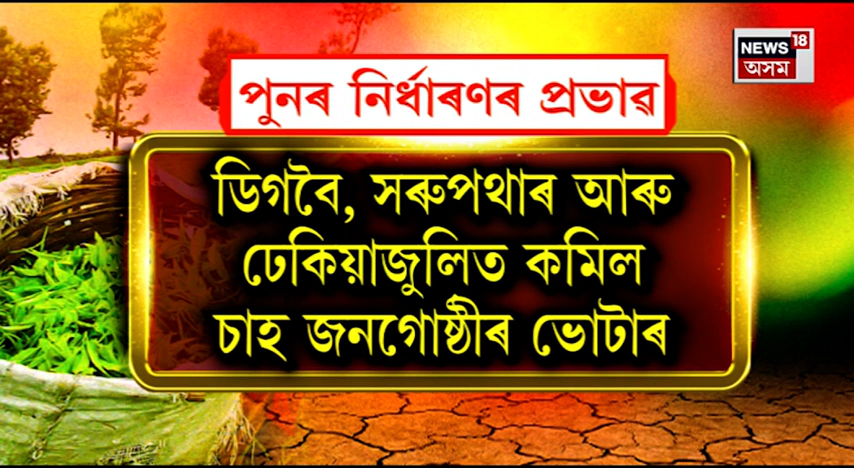 NEWS 18
অসম
পুনৰ নিৰ্ধাৰণৰ প্ৰভাৱ
ডিগবৈ, সৰুপথাৰ আৰু
ঢেকিয়াজুলিত কমিল
চাহ জনগোষ্ঠীৰ ভোটাৰ